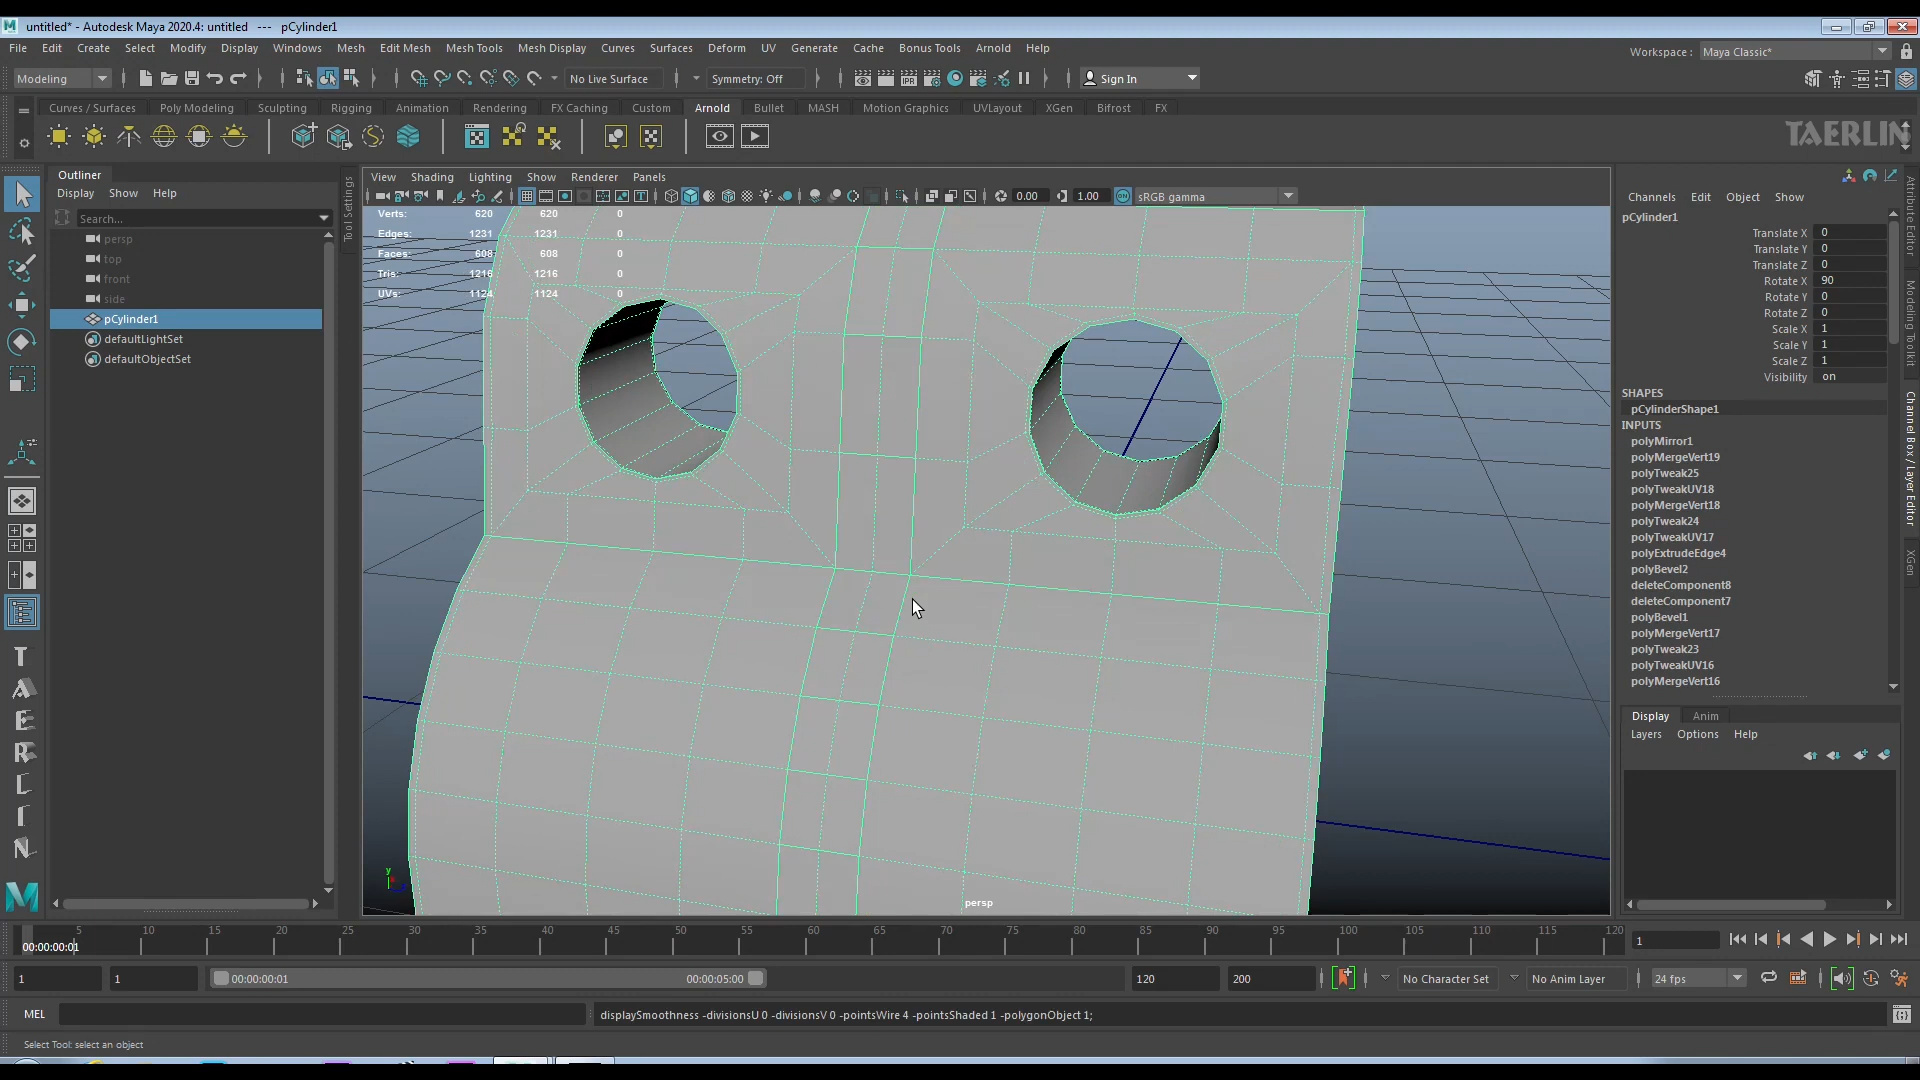 untitled* - Autodesk Maya 2020.4: untitled --- pCylinder1
File Edit Create Select Modify Display Windows Mesh Edit Mesh Mesh Tools Mesh Display Curves Surfaces Deform UV Generate Cache Bonus Tools Arnold Help
Workspace : Maya Classic*
Modeling No Live Surface Symmetry: Off Sign In
Curves / Surfaces Poly Modeling Sculpting Rigging Animation Rendering FX Caching Custom Arnold Bullet MASH Motion Graphics UVLayout XGen Bifrost FX
TAERLIN
Outliner
Display Show Help
Search...
persp
top
front
side
pCylinder1
defaultLightSet
defaultObjectSet
Tool Settings
View Shading Lighting Show Renderer Panels
0.00 1.00 sRGB gamma
Verts: 620 620 0
Edges: 1231 1231 0
Faces: 608 608 0
Tris: 1216 1216 0
UVs: 1124 1124 0
y
persp
Channels Edit Object Show
pCylinder1
Translate X 0
Translate Y 0
Translate Z 0
Rotate X 90
Rotate Y 0
Rotate Z 0
Scale X 1
Scale Y 1
Scale Z 1
Visibility on
SHAPES
pCylinderShape1
INPUTS
polyMirror1
polyMergeVert19
polyTweak25
polyTweakUV18
polyMergeVert18
polyTweak24
polyTweakUV17
polyExtrudeEdge4
polyBevel2
deleteComponent8
deleteComponent7
polyBevel1
polyMergeVert17
polyTweak23
polyTweakUV16
polyMergeVert16
Attribute Editor
Modeling Toolkit
Channel Box / Layer Editor
XGen
Display Anim
Layers Options Help
5 10 15 20 25 30 35 40 45 50 55 60 65 70 75 80 85 90 95 100 105 110 115 120
00:00:00:01
1
1 1 00:00:00:01 00:00:05:00 120 200 No Character Set No Anim Layer 24 fps
MEL displaySmoothness -divisionsU 0 -divisionsV 0 -pointsWire 4 -pointsShaded 1 -polygonObject 1;
Select Tool: select an object